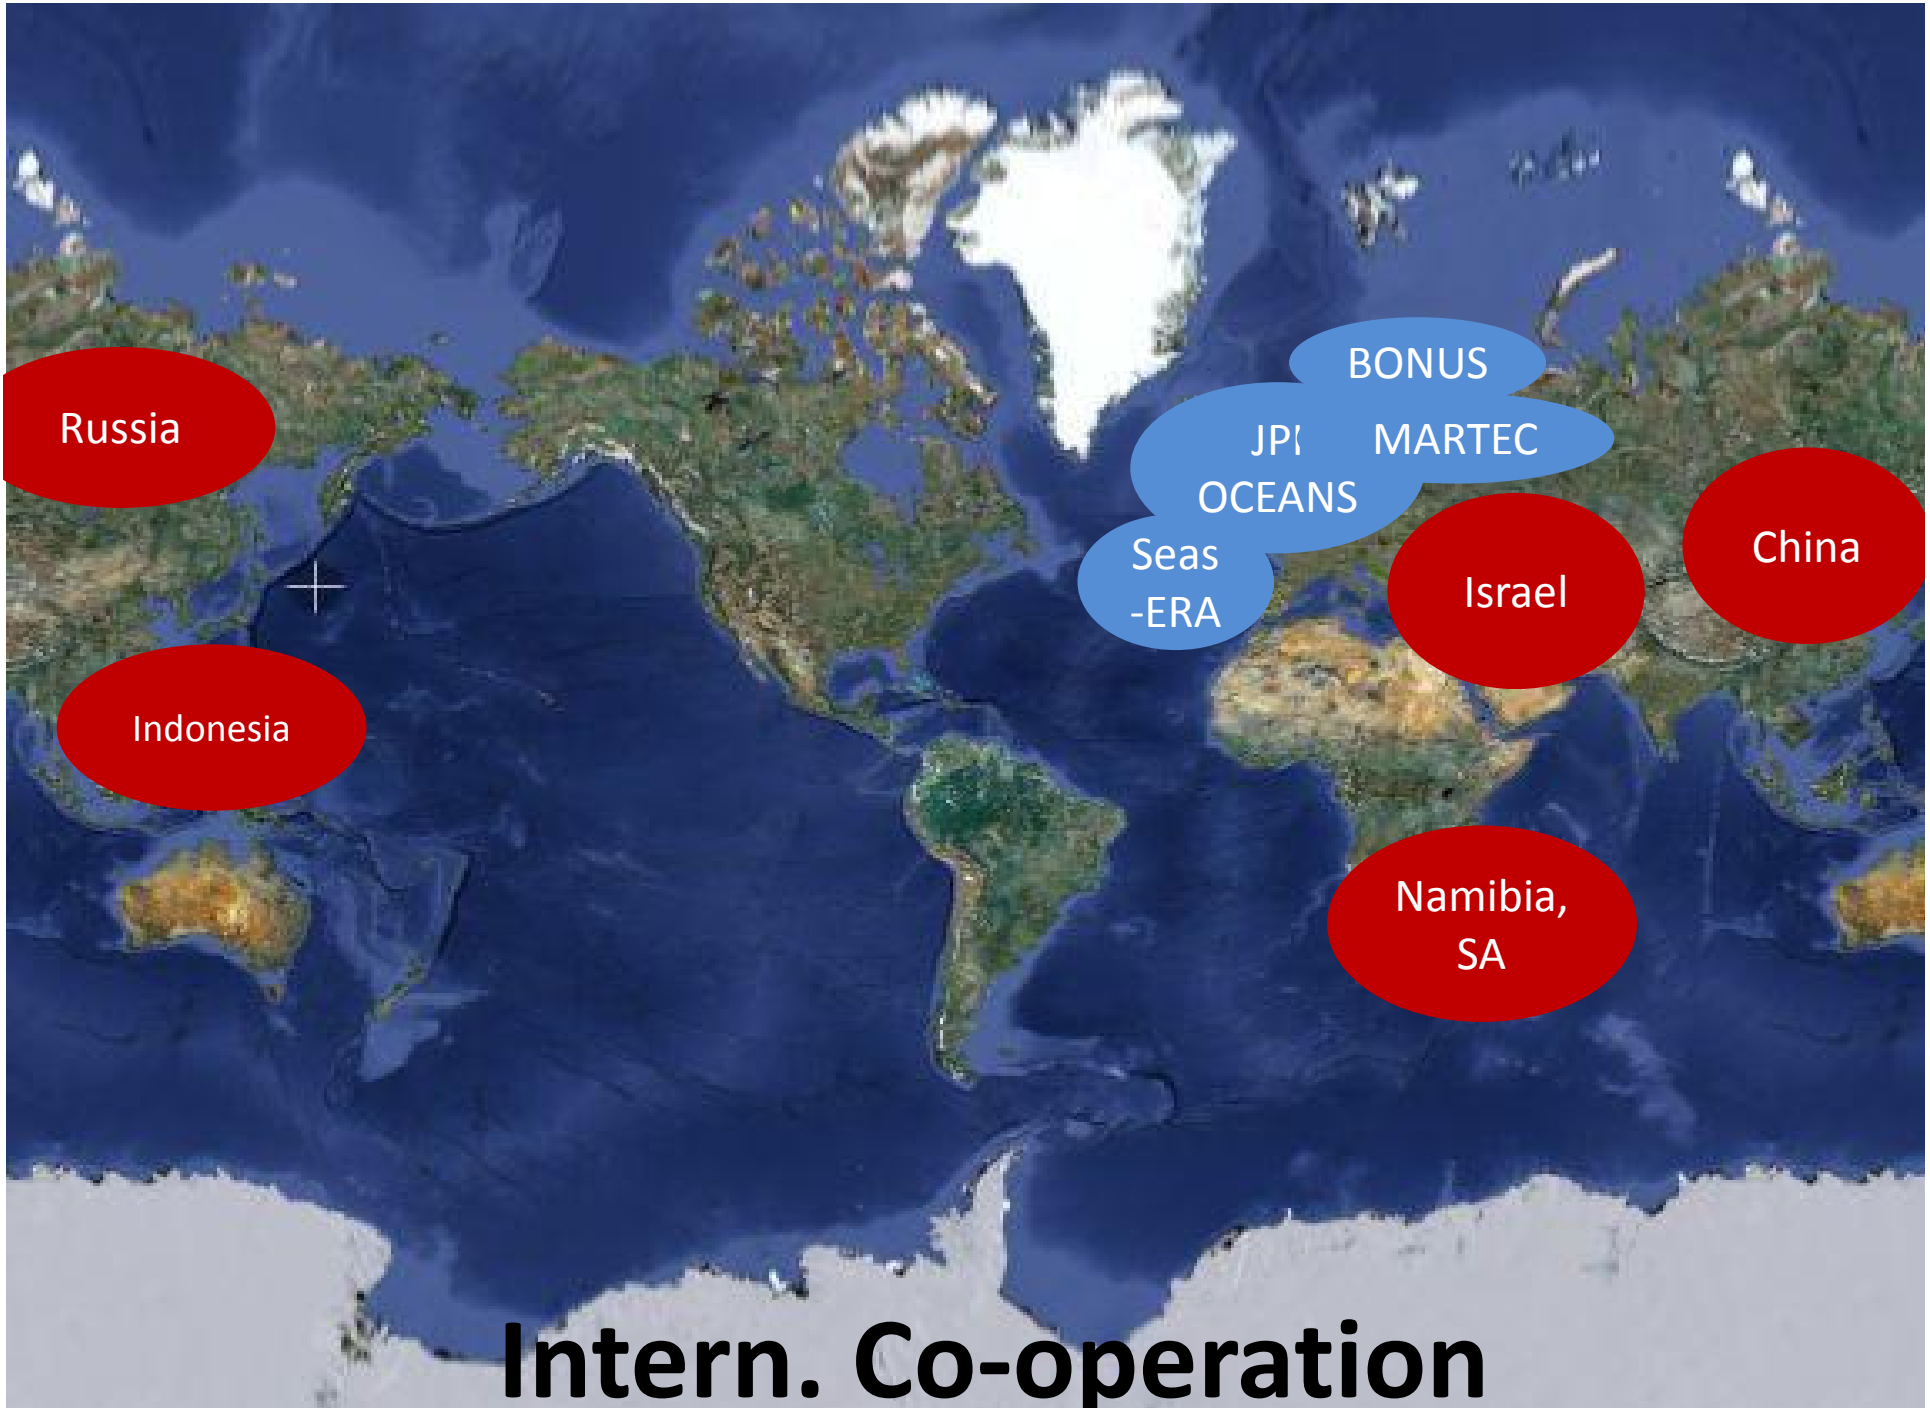 BONUS
Russia
JPI
MARTEC
OCEANS
China
Seas
-ERA
Israel
Indonesia
Namibia,
SA
Intern. Co-operation